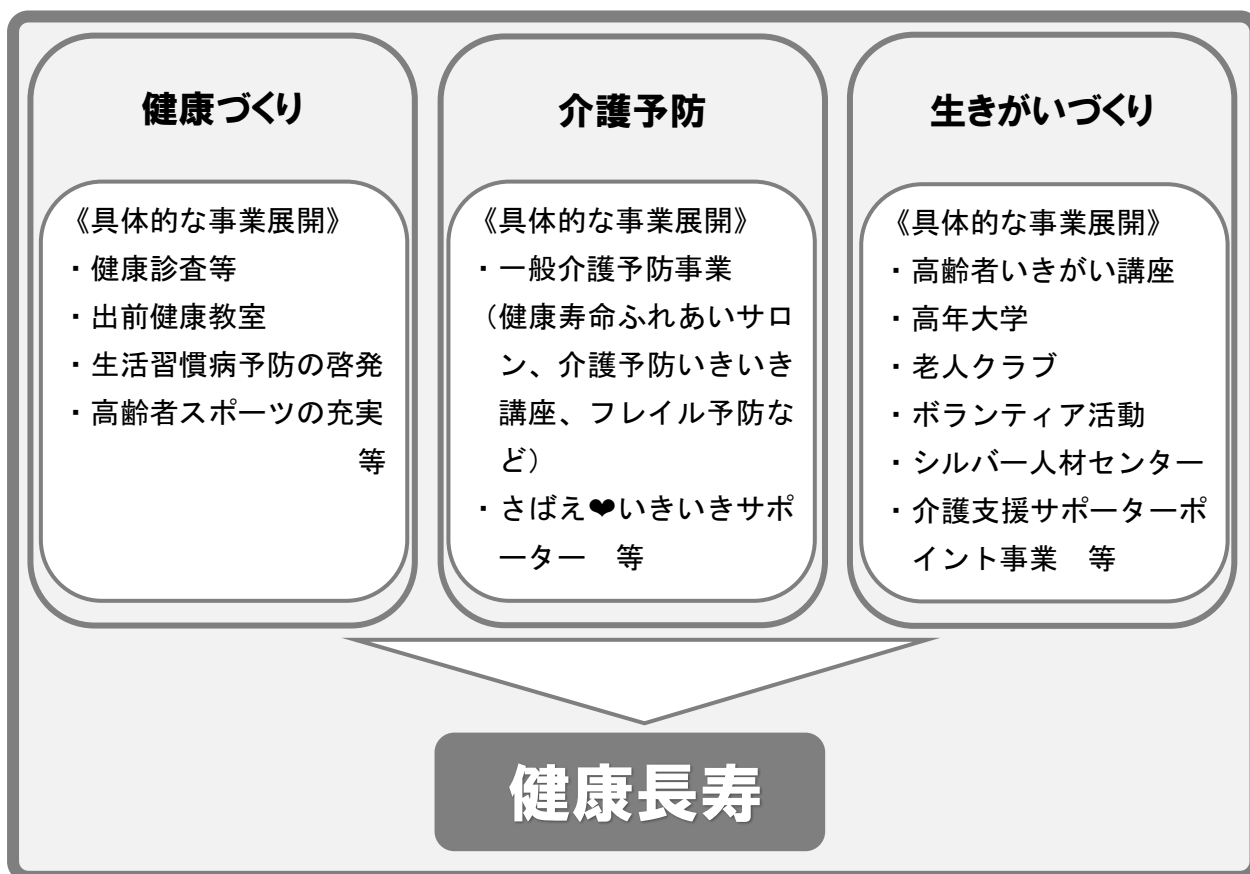 健康づくり
《具体的な事業展開》
・健康診査等
・出前健康教室
・生活習慣病予防の啓発
・高齢者スポーツの充実
等
介護予防
《具体的な事業展開》
・一般介護予防事業
（健康寿命ふれあいサロ
ン、介護予防いきいき
講座、フレイル予防な
ど）
・さばえ❤いきいきサポ
ーター　等
生きがいづくり
《具体的な事業展開》
・高齢者いきがい講座
・高年大学
・老人クラブ
・ボランティア活動
・シルバー人材センター
・介護支援サポーターポ
イント事業　等
健康長寿